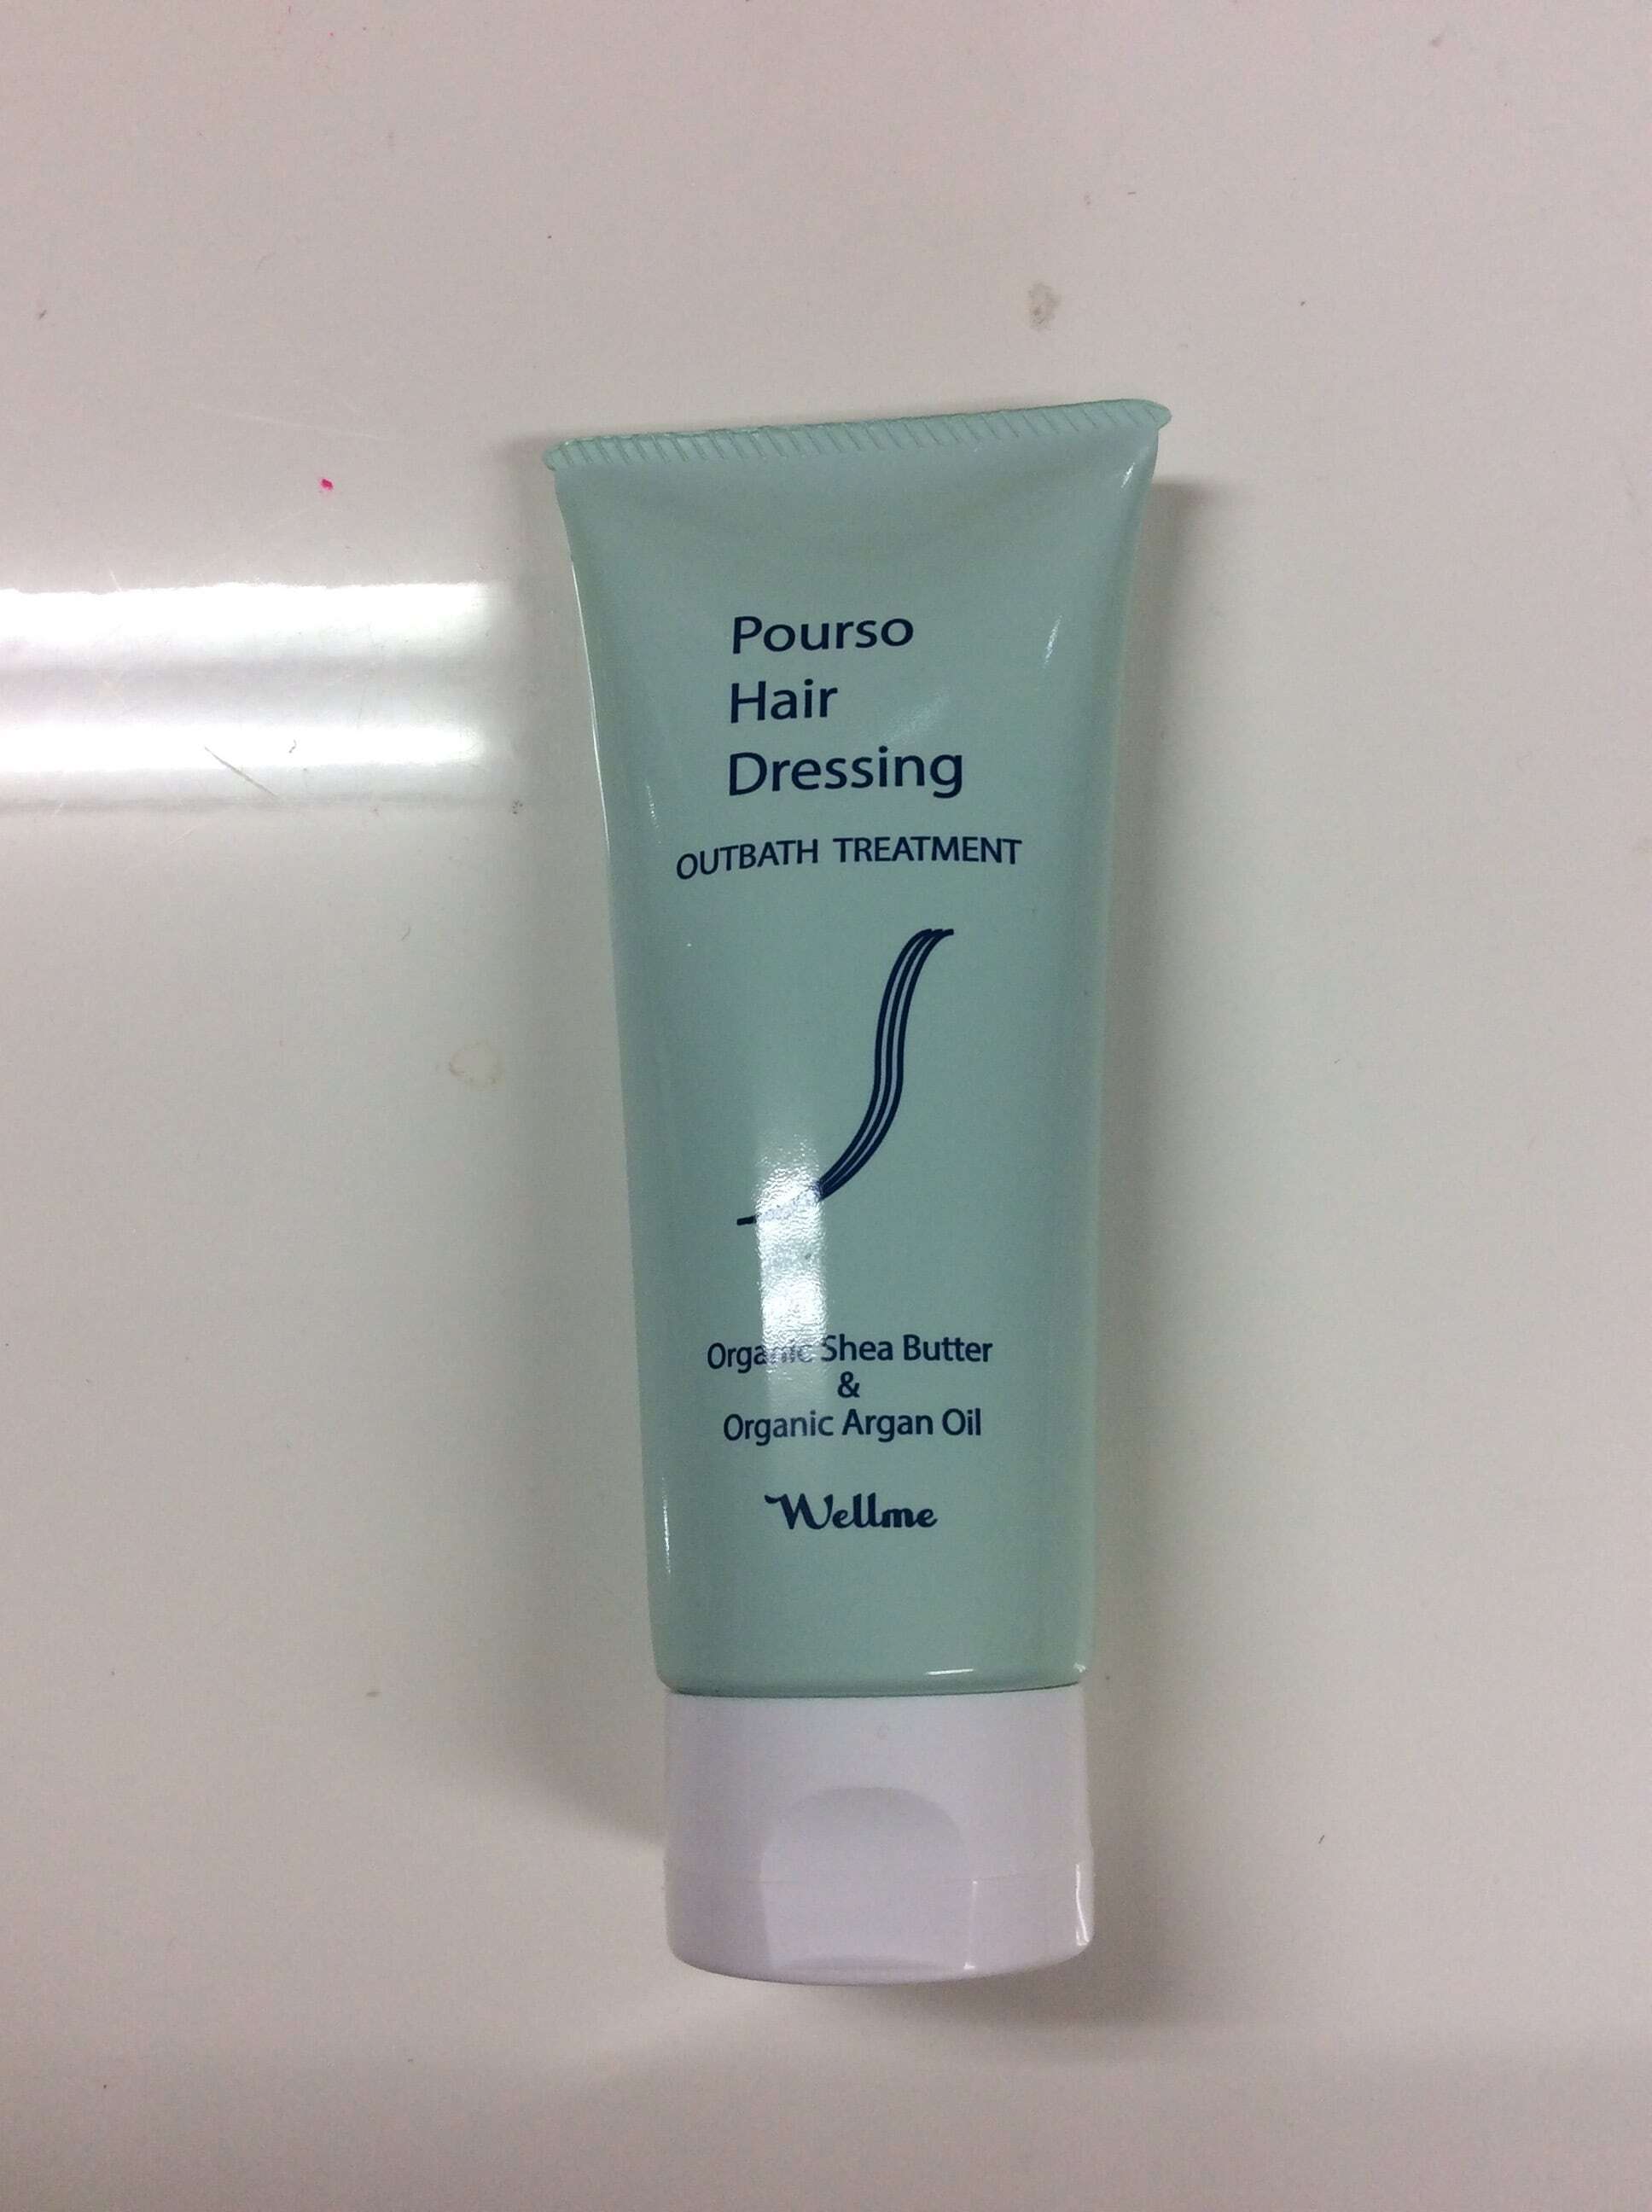 Pourso
Hair
Dressing
OUTBATH TREATMENT
Organic Shea Butter
&
Organic Argan Oil
Wellme